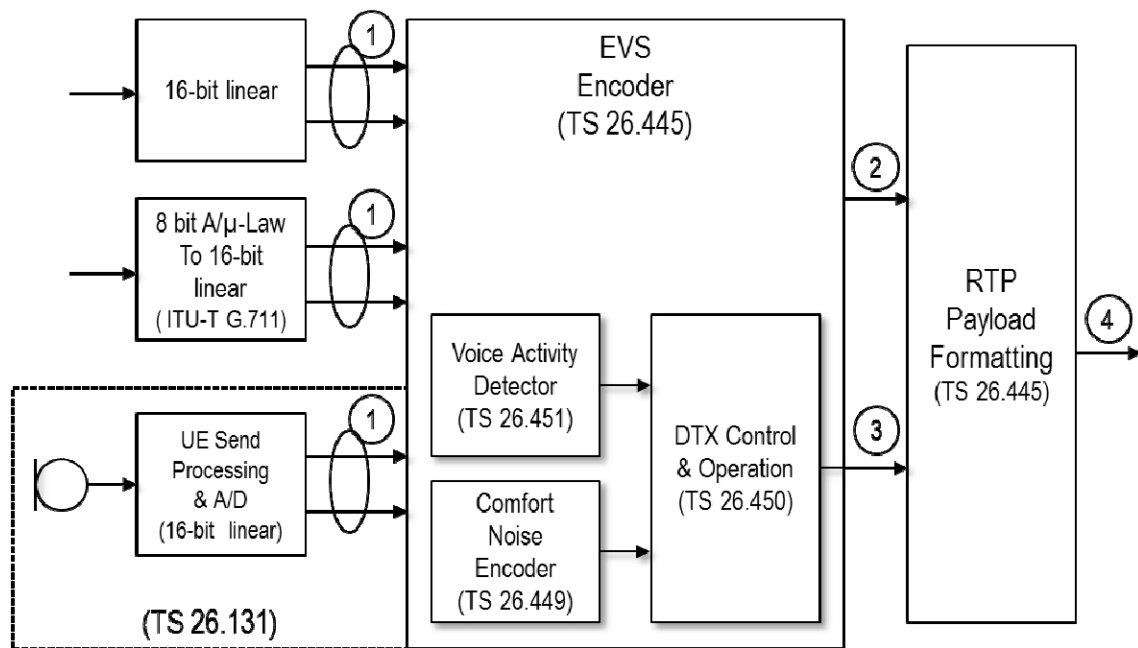 1
16-bit linear
1
8 bit A/μ-Law
To 16-bit
linear
( ITU-T G.711)
1
UE Send
Processing
& A/D
(16-bit linear)
(TS 26.131)
EVS
Encoder
(TS 26.445)
Voice Activity
Detector
(TS 26.451)
Comfort
Noise
Encoder
(TS 26.449)
DTX Control
& Operation
(TS 26.450)
2
3
RTP
Payload
Formatting
(TS 26.445)
4